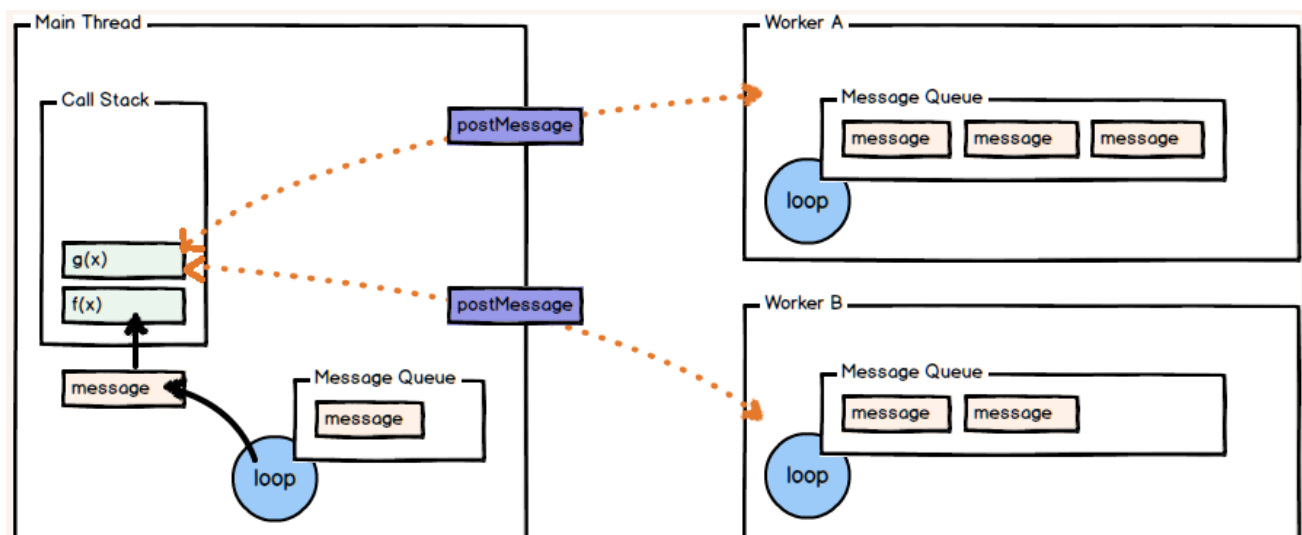 Main Thread
Call Stack
g(x)
f(x)
message
loop
Message Queue
message
postMessage
postMessage
Worker A
Message Queue
message message message
loop
Worker B
Message Queue
message message
loop